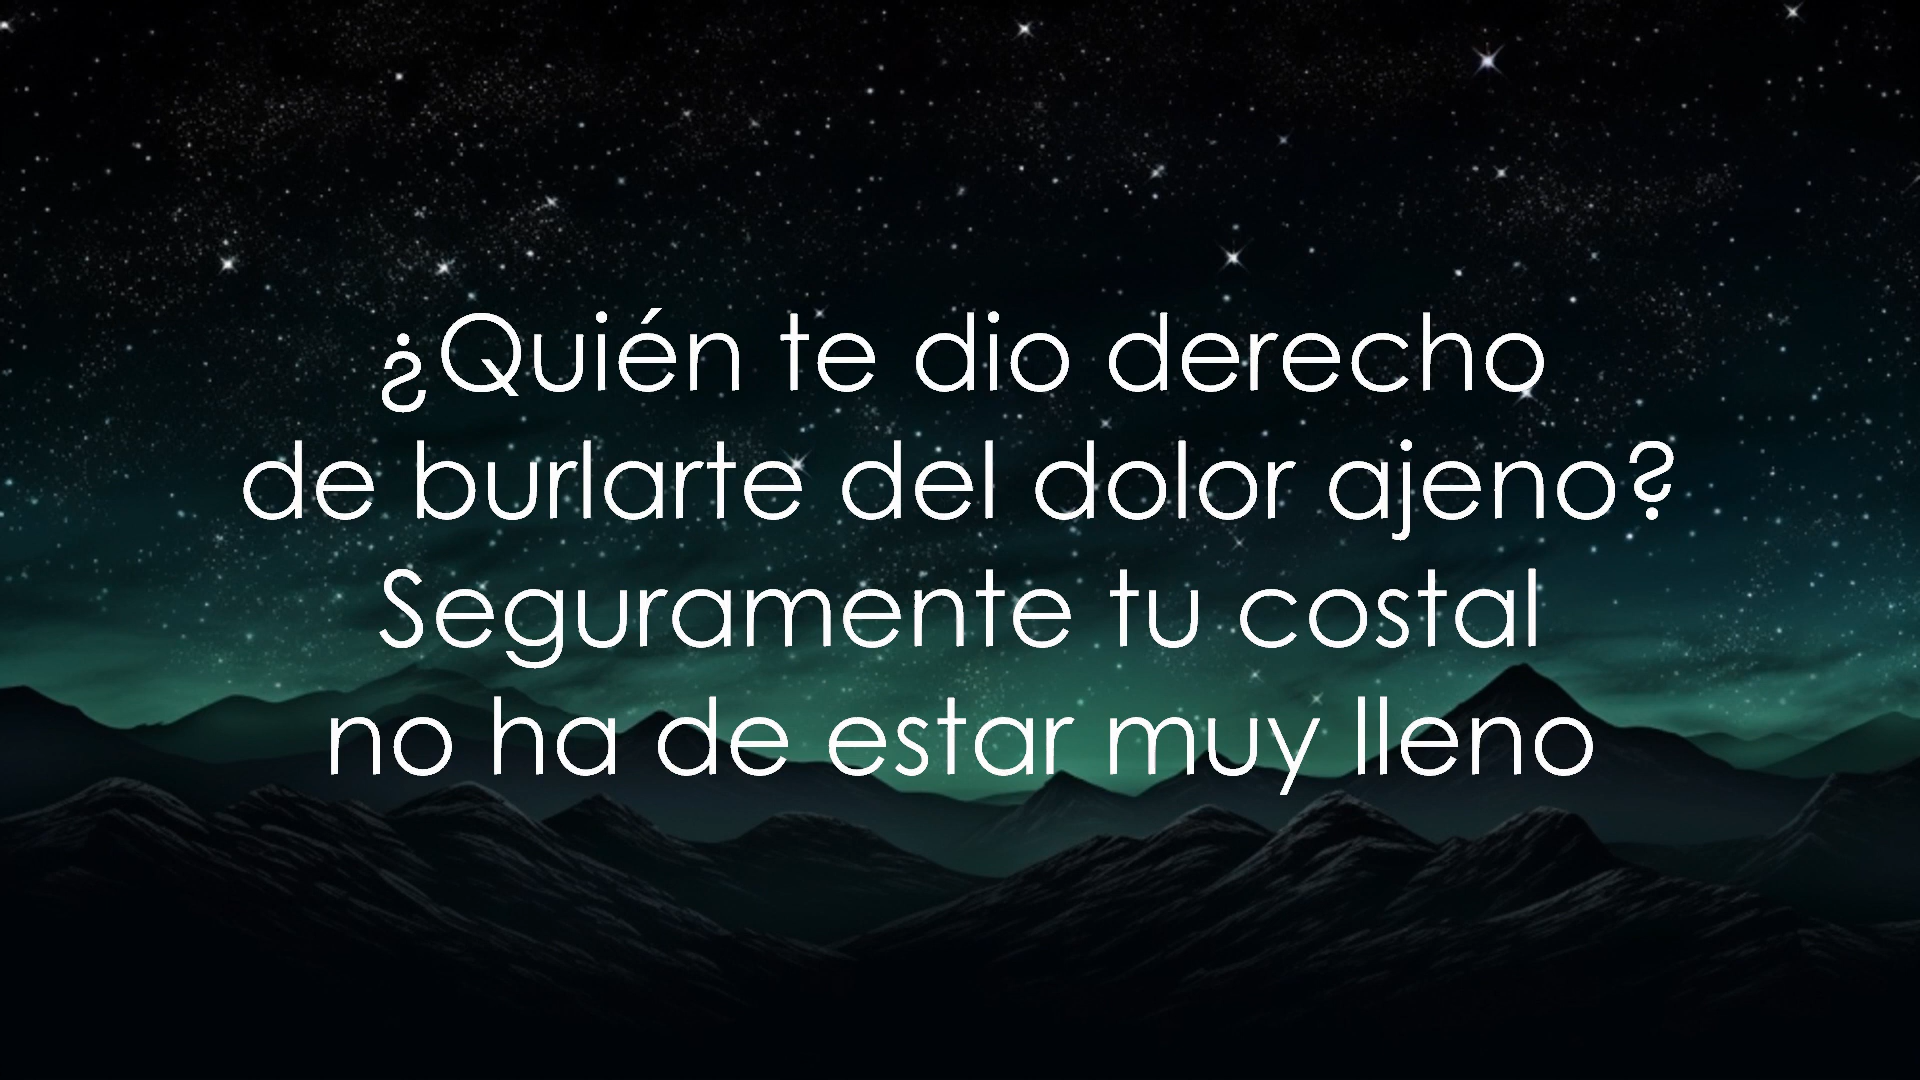 ¿Quién te dio derecho
de burlarte del dolor ajeno?
Seguramente tu costal
no ha de estar muy lleno